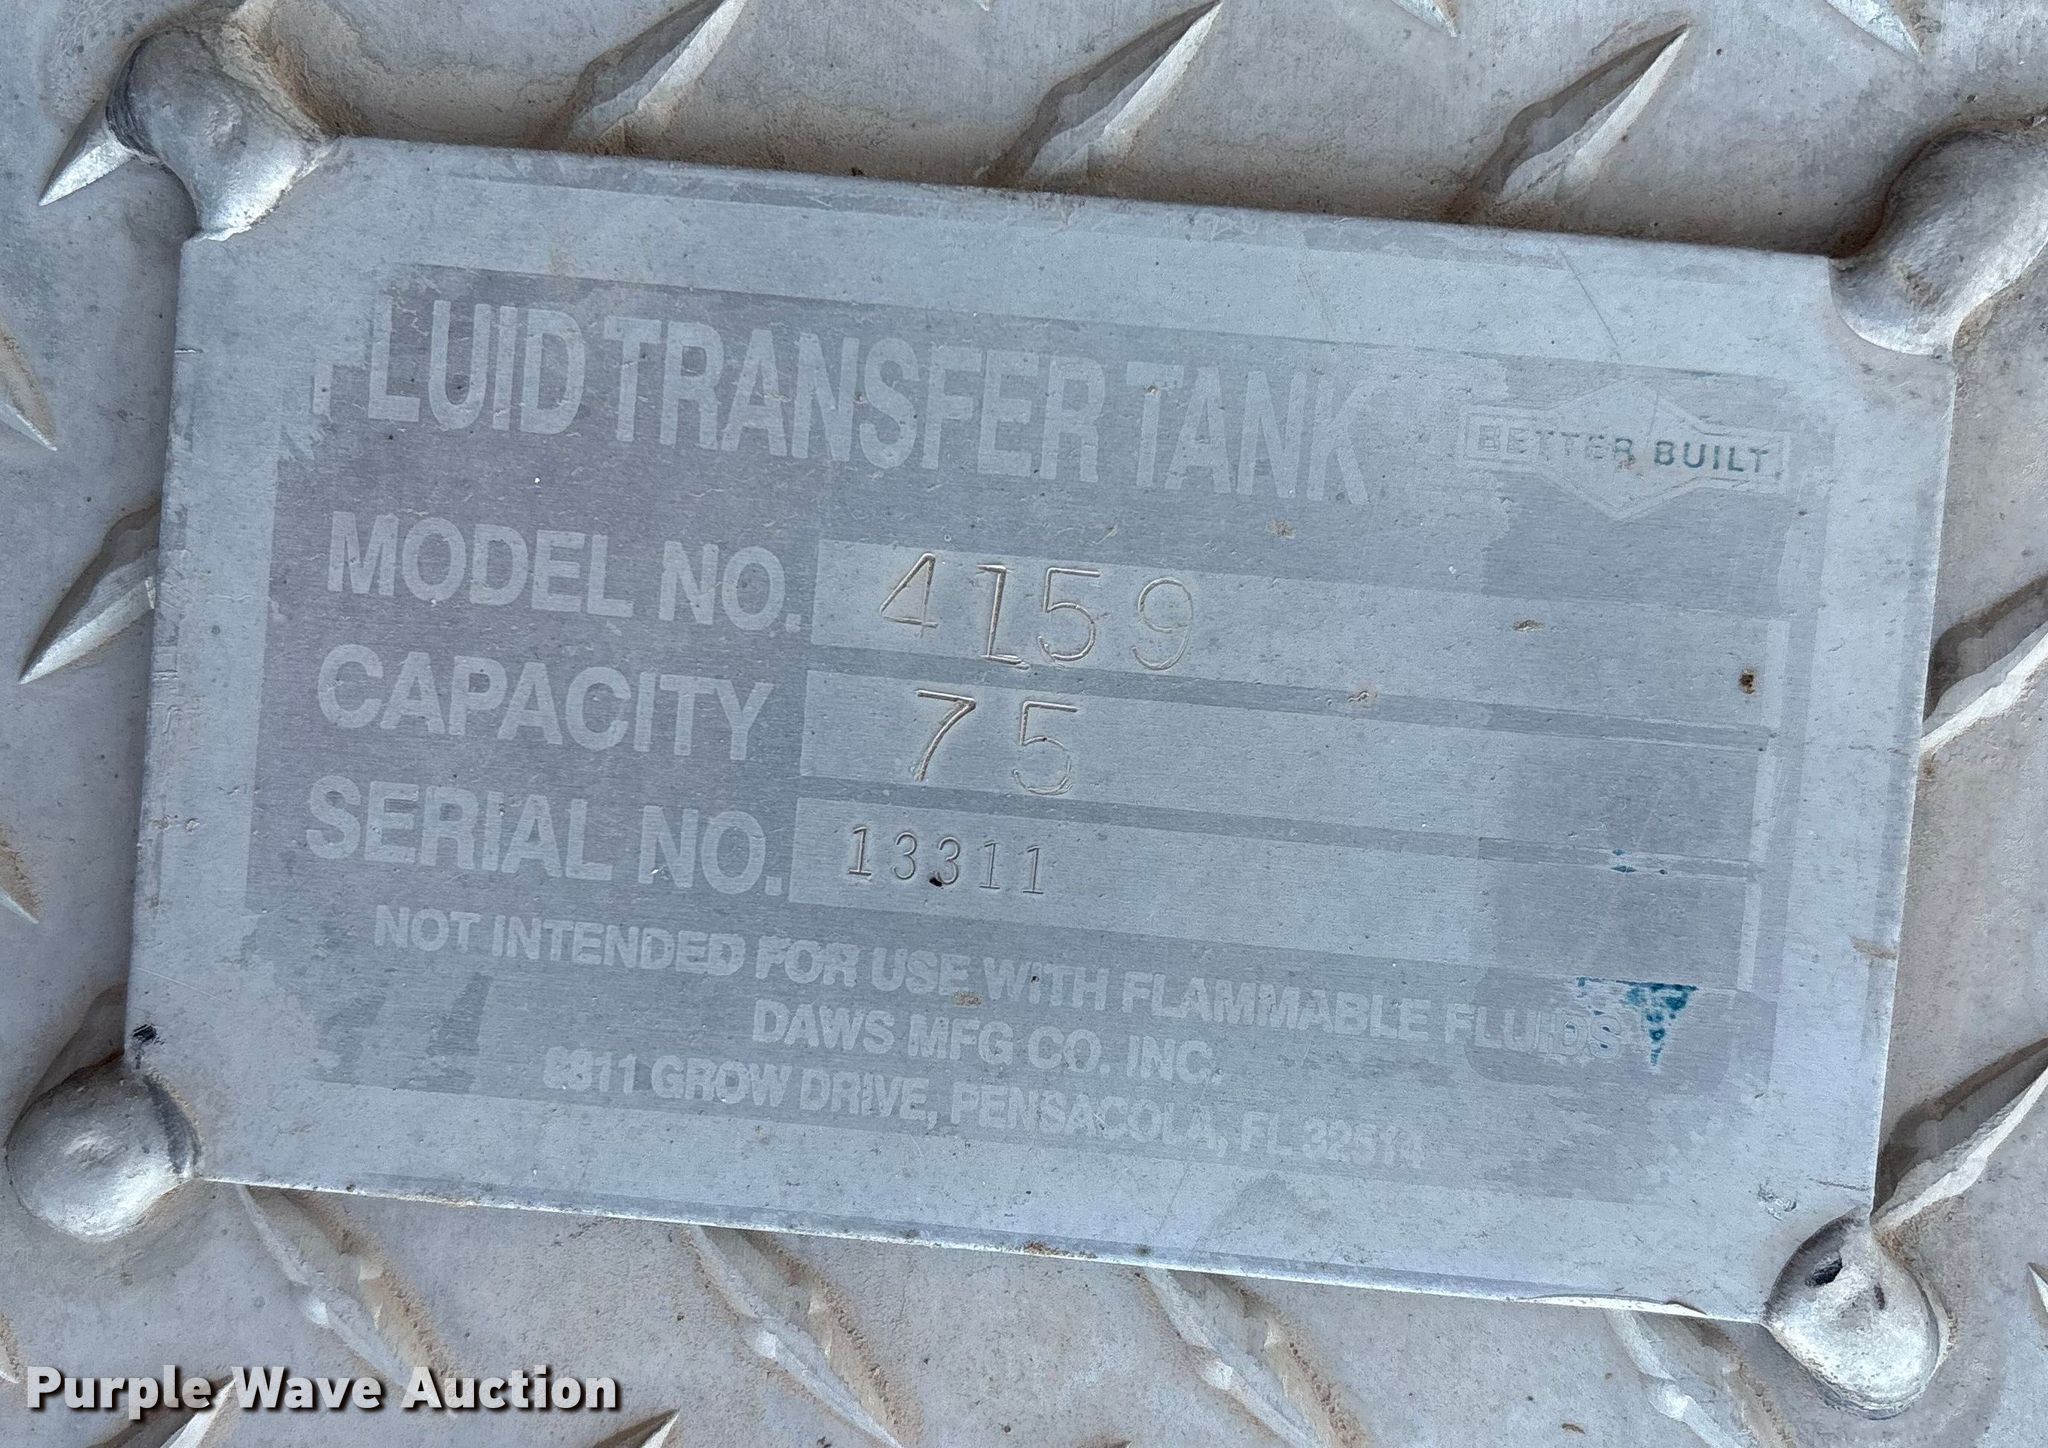 FLUID TRANSFER TANK
BETTER BUILT
MODEL NO. 4159
CAPACITY 75
SERIAL NO. 13311
NOT INTENDED FOR USE WITH FLAMMABLE FLUIDS
DAWS MFG CO. INC.
8811 GROW DRIVE, PENSACOLA, FL 32514
Purple Wave Auction